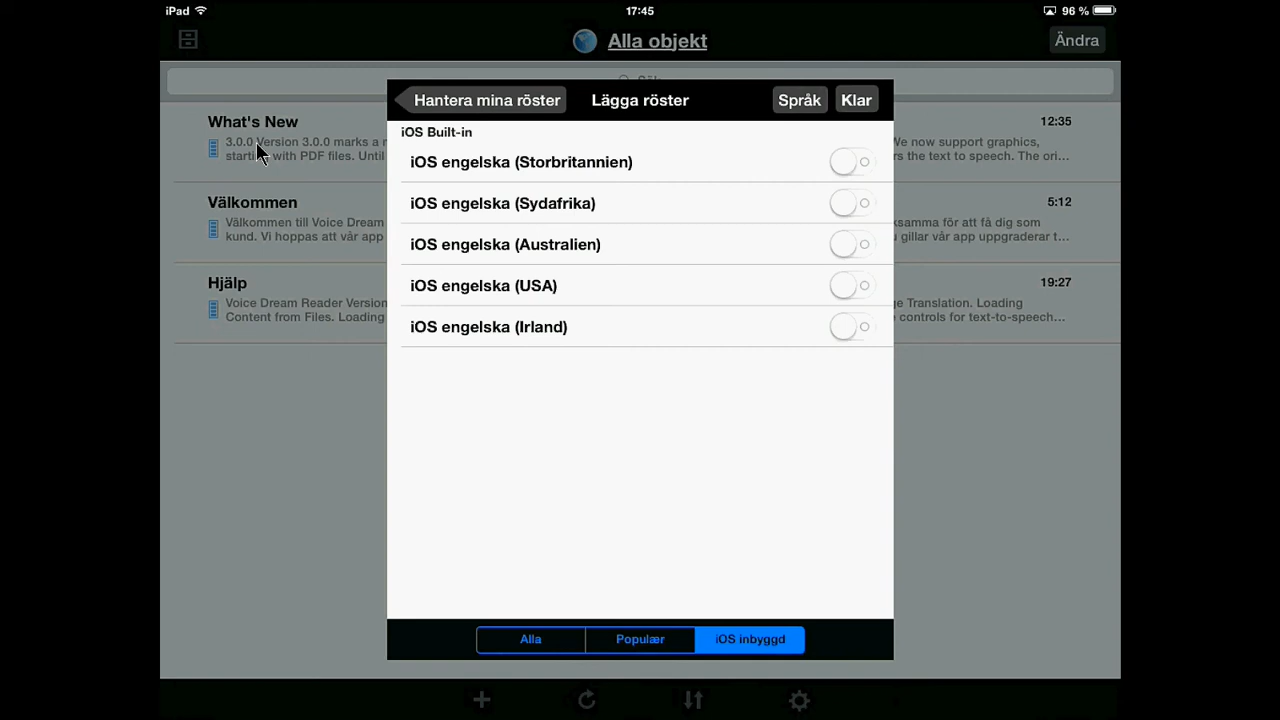 iPad 17:45 96 %
Alla objekt Ändra
Hantera mina röster Lägga röster Språk Klar
iOS Built-in
What's New 12:35
3.0.0 Version 3.0.0 marks a We now support graphics,
with PDF files. Until the text to speech. The ori...
iOS engelska (Storbritannien)
iOS engelska (Sydafrika)
Välkommen 5:12
Välkommen till Voice Dream för att få dig som
kund. Vi hoppas att vår app gillar vår app uppgraderar t...
iOS engelska (Australien)
iOS engelska (USA)
Hjälp 19:27
Voice Dream Reader Version Translation. Loading
Content from Files. Loading controls for text-to-speech...
iOS engelska (Irland)
Alla Populær iOS inbyggd